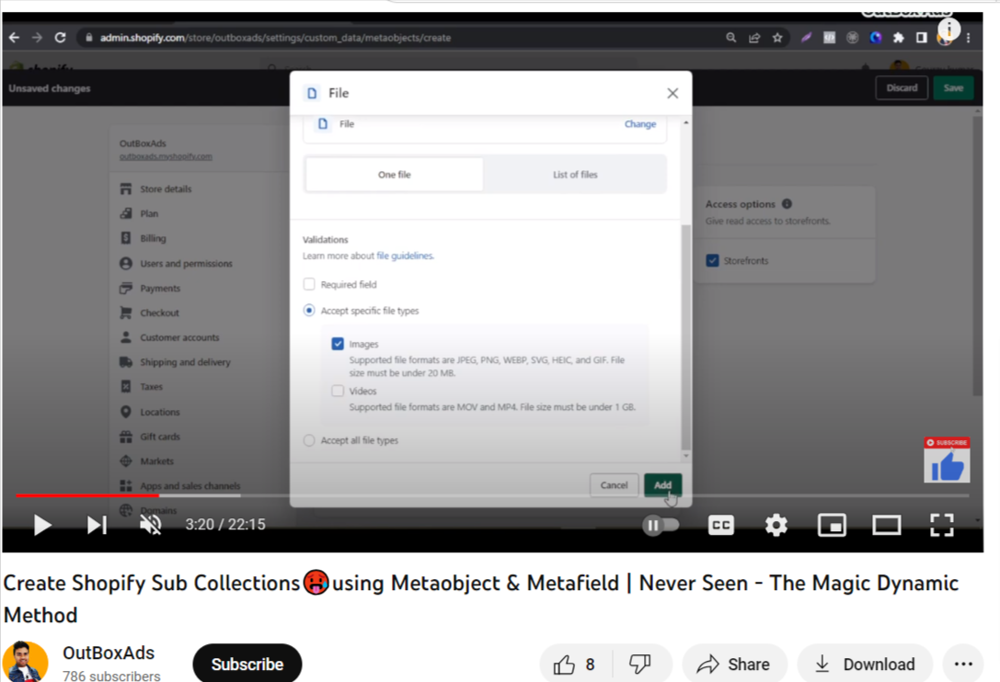 OutBoxAds
admin.shopify.com/store/outboxads/settings/custom_data/metaobjects/create
shopify
Unsaved changes
Discard
Save
File
File
Change
One file
List of files
OutBoxAds
outboxads.myshopify.com
Store details
Plan
Billing
Users and permissions
Payments
Checkout
Customer accounts
Shipping and delivery
Taxes
Locations
Gift cards
Markets
Apps and sales channels
Domains
Validations
Learn more about file guidelines.
Required field
Accept specific file types
Images
Supported file formats are JPEG, PNG, WEBP, SVG, HEIC, and GIF. File
size must be under 20 MB.
Videos
Supported file formats are MOV and MP4. File size must be under 1 GB.
Accept all file types
Cancel
Add
Access options
Give read access to storefronts.
Storefronts
SUBSCRIBE
3:20 / 22:15
CC
Create Shopify Sub Collections🥵using Metaobject & Metafield | Never Seen - The Magic Dynamic
Method
OutBoxAds
786 subscribers
Subscribe
8
Share
Download